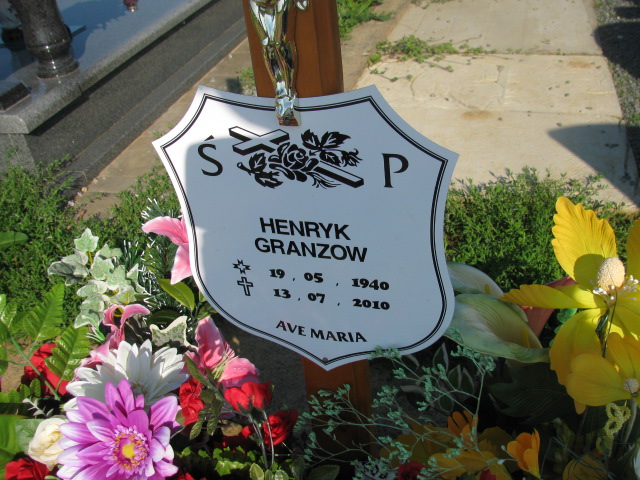 Ś P
HENRYK
GRANZOW
19 . 05 . 1940
13 . 07 . 2010
AVE MARIA